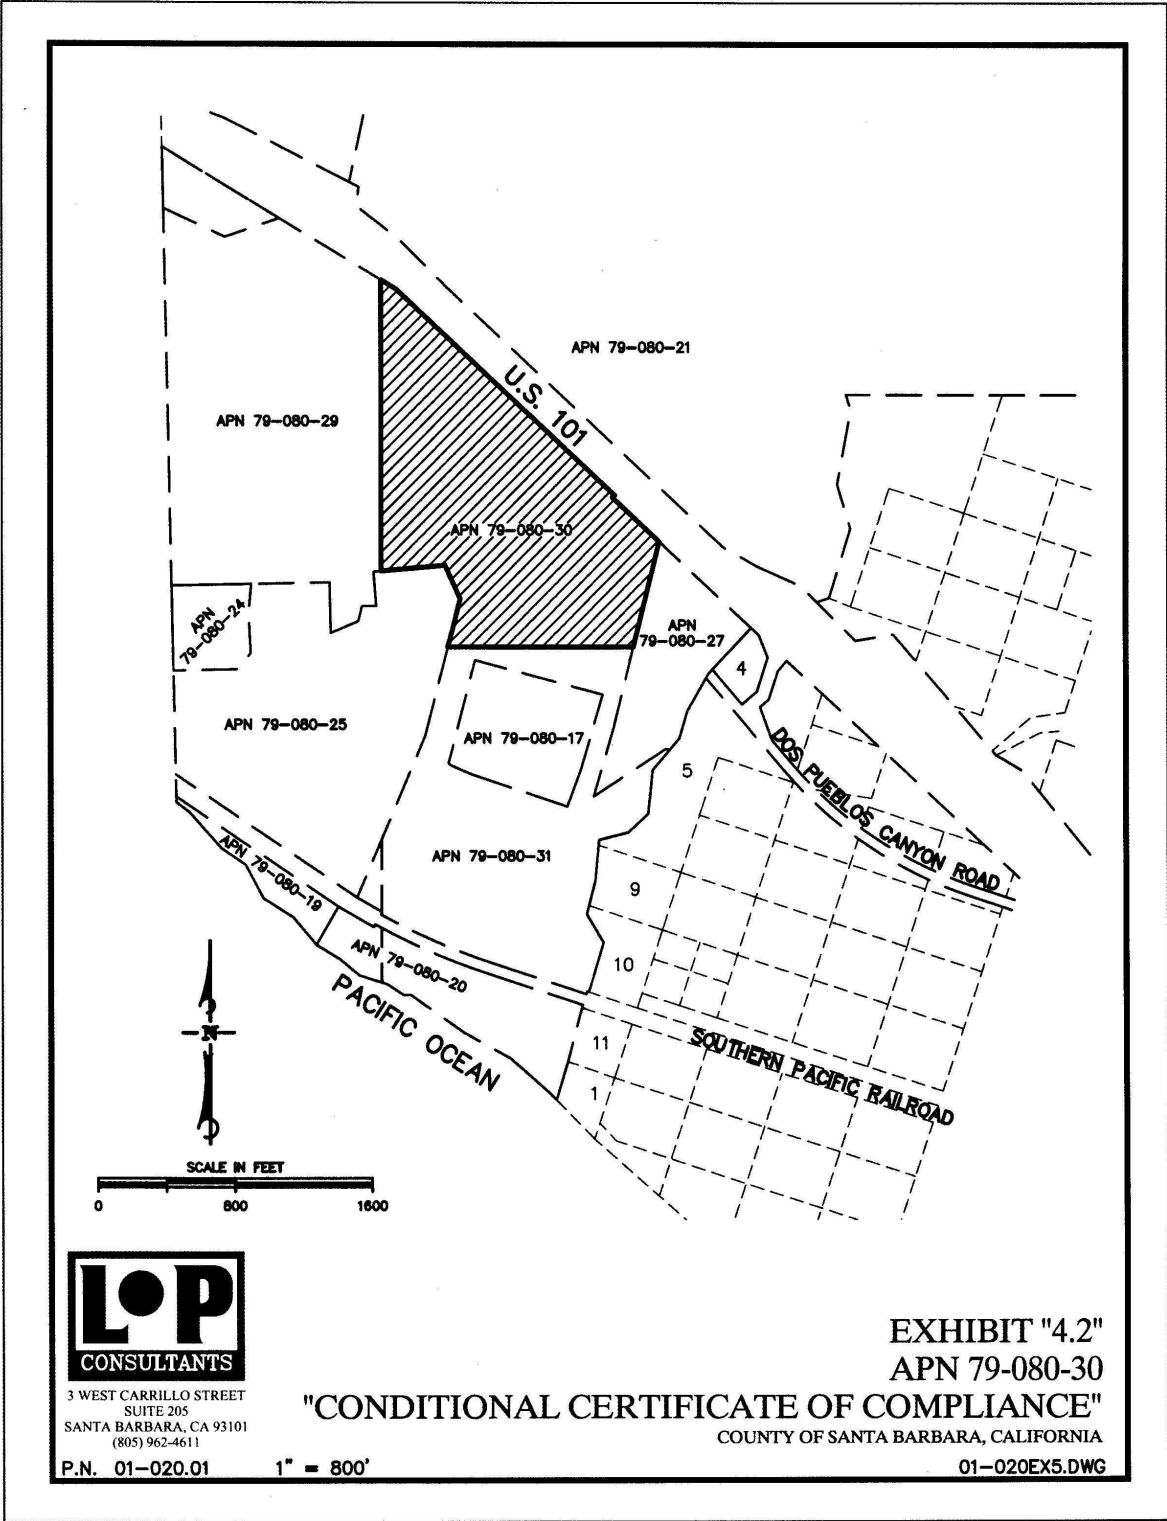 APN 79-080-21
U.S. 101
APN 79-080-29
APN 79-080-30
APN
79-080-24
APN
79-080-27
4
APN 79-080-25
APN 79-080-17
5
DOS PUEBLOS CANYON ROAD
APN 79-080-19
APN 79-080-31
9
APN 79-080-20
10
PACIFIC OCEAN
N
11
SOUTHERN PACIFIC RAILROAD
1
SCALE IN FEET
0 800 1600
LOP
CONSULTANTS
3 WEST CARRILLO STREET
SUITE 205
SANTA BARBARA, CA 93101
(805) 962-4611
P.N. 01-020.01 1" = 800'
EXHIBIT "4.2"
APN 79-080-30
"CONDITIONAL CERTIFICATE OF COMPLIANCE"
COUNTY OF SANTA BARBARA, CALIFORNIA
01-020EX5.DWG